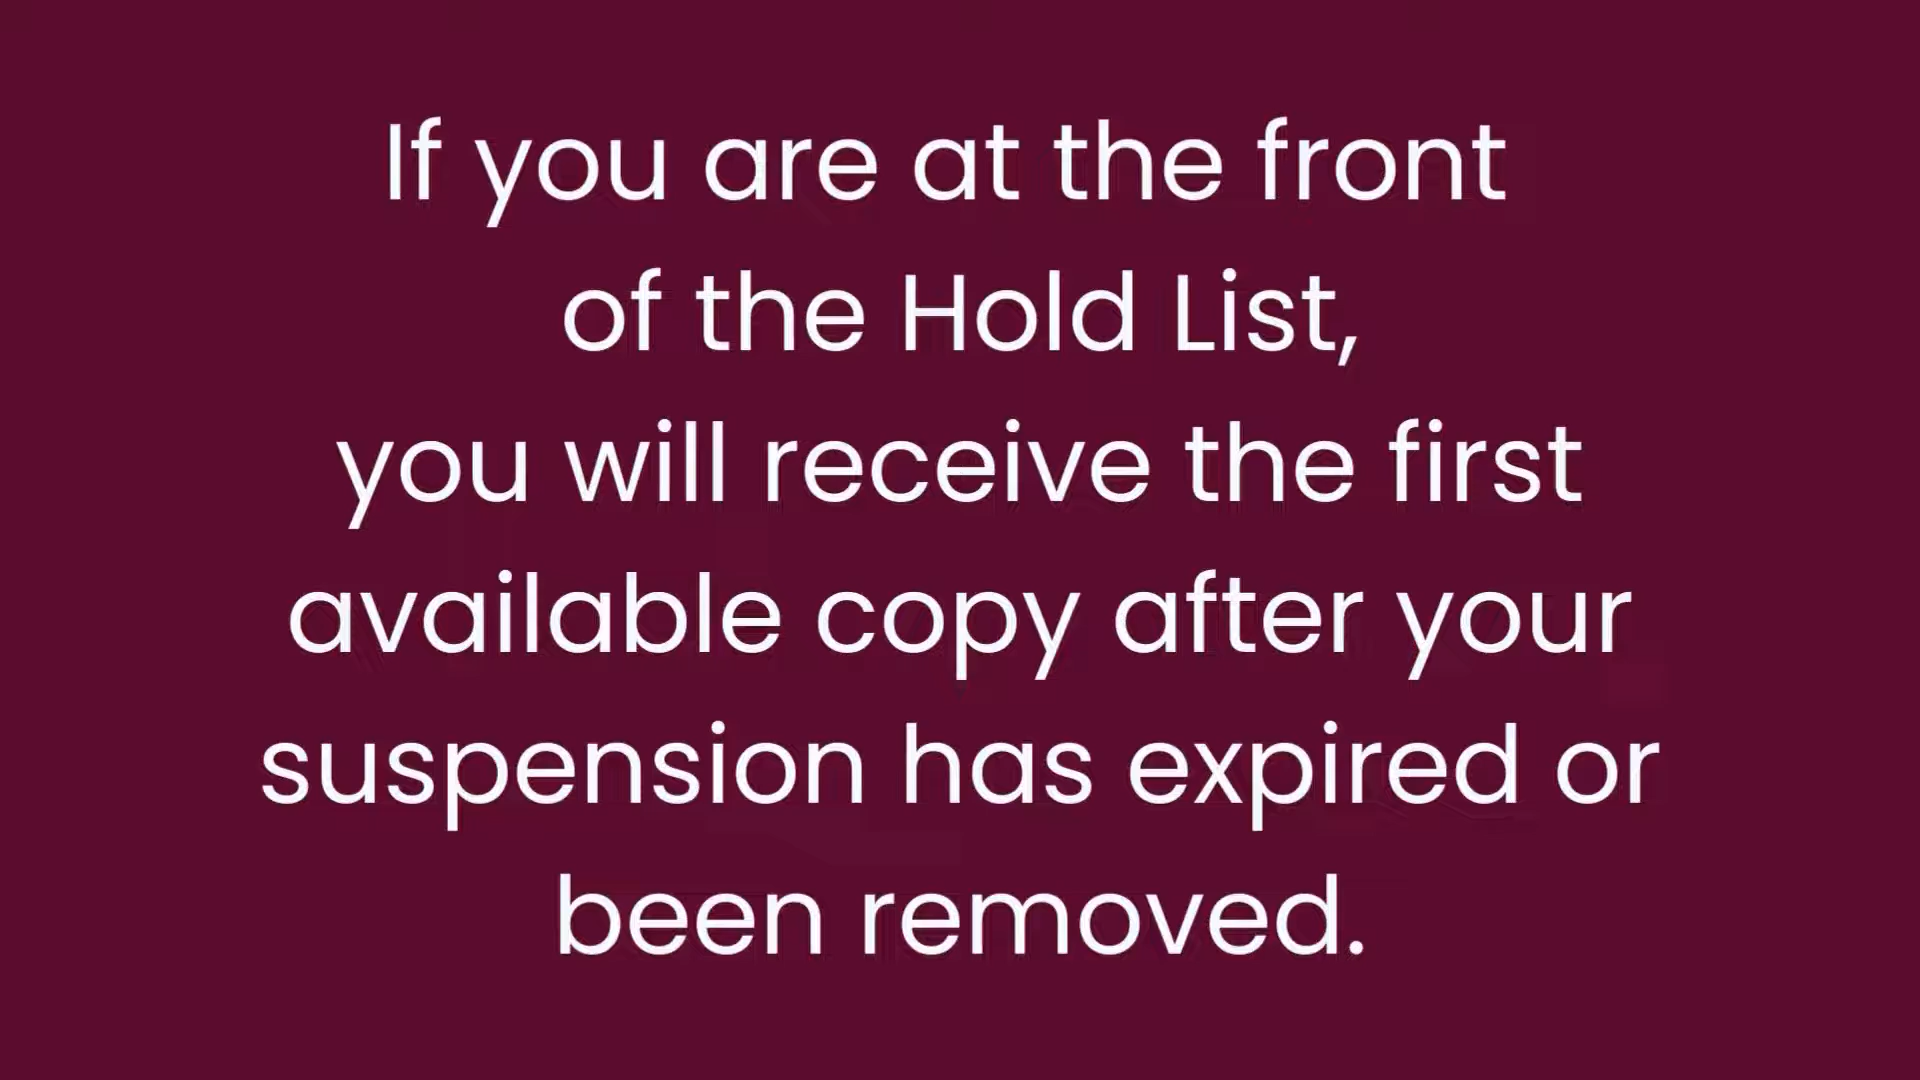 If you are at the front
of the Hold List,
you will receive the first
available copy after your
suspension has expired or
been removed.